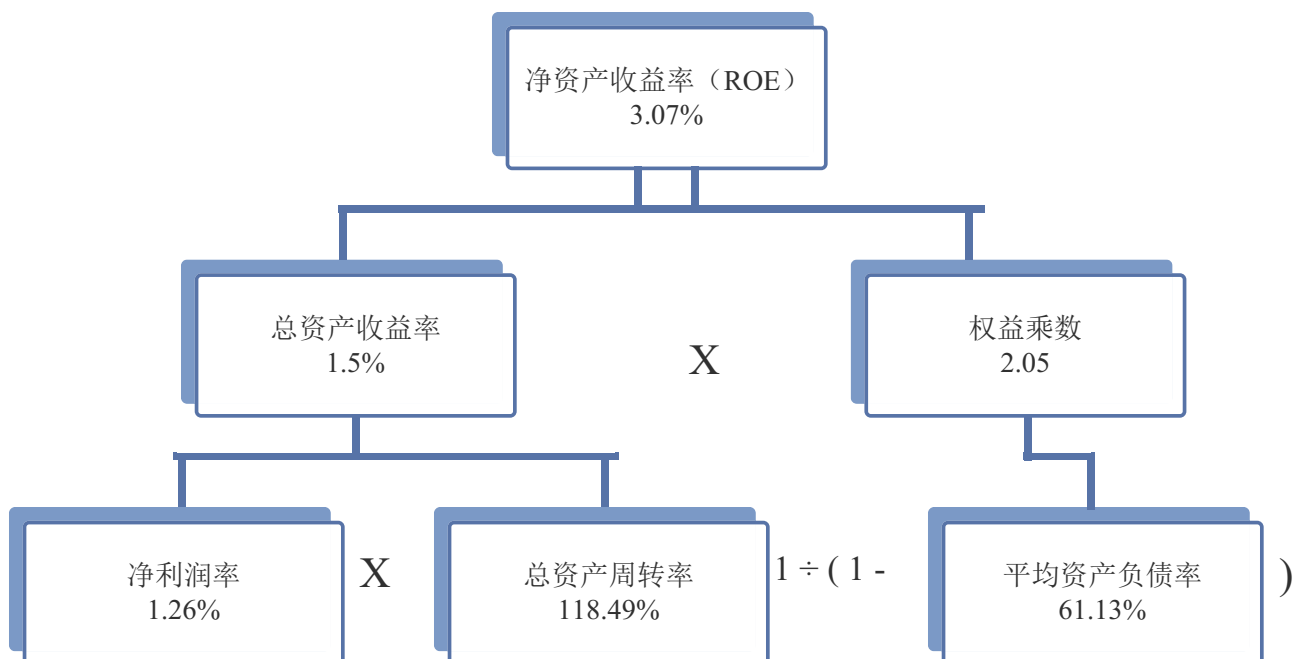 净资产收益率（ROE）
3.07%
总资产收益率
1.5%
X
权益乘数
2.05
净利润率
1.26%
X
总资产周转率
118.49%
1 ÷ ( 1 -
平均资产负债率
61.13%
)